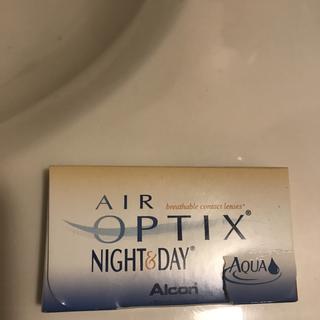 AIR
breathable contact lenses*
OPTIX®
NIGHT&DAY®
AQUA
Alcon